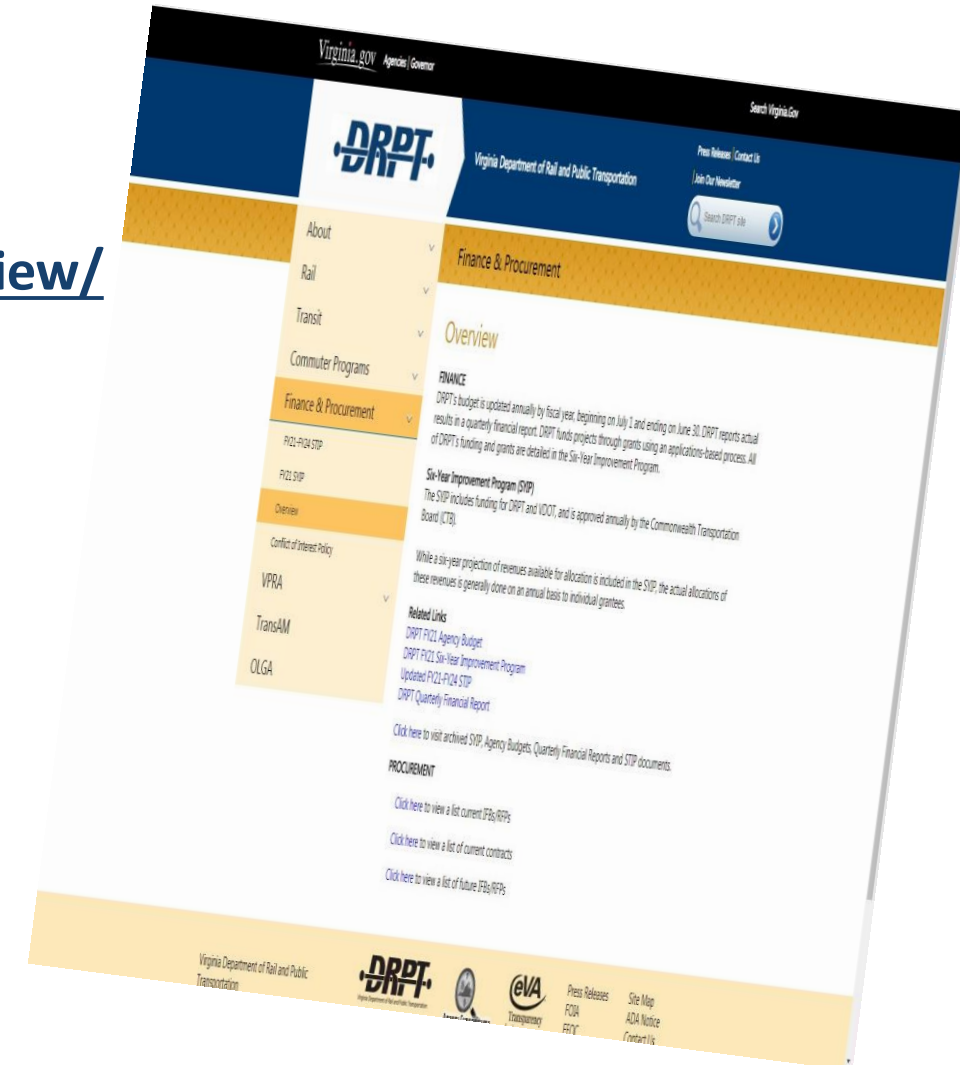 iew/
Virginia.gov Agencies | Governor
Search Virginia.Gov
DRPT
Virginia Department of Rail and Public Transportation
Press Releases | Contact Us
| Join Our Newsletter
Search DRPT site
About
Rail
Transit
Commuter Programs
Finance & Procurement
FY21-FY24 STIP
FY21 SYIP
Overview
Conflict of Interest Policy
VPRA
TransAM
OLGA
Finance & Procurement
Overview
FINANCE
DRPT's budget is updated annually by fiscal year, beginning on July 1 and ending on June 30. DRPT reports actual
results in a quarterly financial report. DRPT funds projects through grants using an applications-based process. All
of DRPT's funding and grants are detailed in the Six-Year Improvement Program.
Six-Year Improvement Program (SYIP)
The SYIP includes funding for DRPT and VDOT, and is approved annually by the Commonwealth Transportation
Board (CTB).
While a six-year projection of revenues available for allocation is included in the SYIP, the actual allocations of
these revenues is generally done on an annual basis to individual grantees.
Related Links
DRPT FY21 Agency Budget
DRPT FY21 Six-Year Improvement Program
Updated FY21-FY24 STIP
DRPT Quarterly Financial Report
Click here to visit archived SYIP, Agency Budgets, Quarterly Financial Reports and STIP documents.
PROCUREMENT
Click here to view a list current IFBs/RFPs
Click here to view a list of current contracts
Click here to view a list of future IFBs/RFPs
Virginia Department of Rail and Public
Transportation
DRPT
Virginia Department of Rail and Public Transportation
eVA
Transparency
Press Releases
FOIA
EEOC
Site Map
ADA Notice
Contact Us